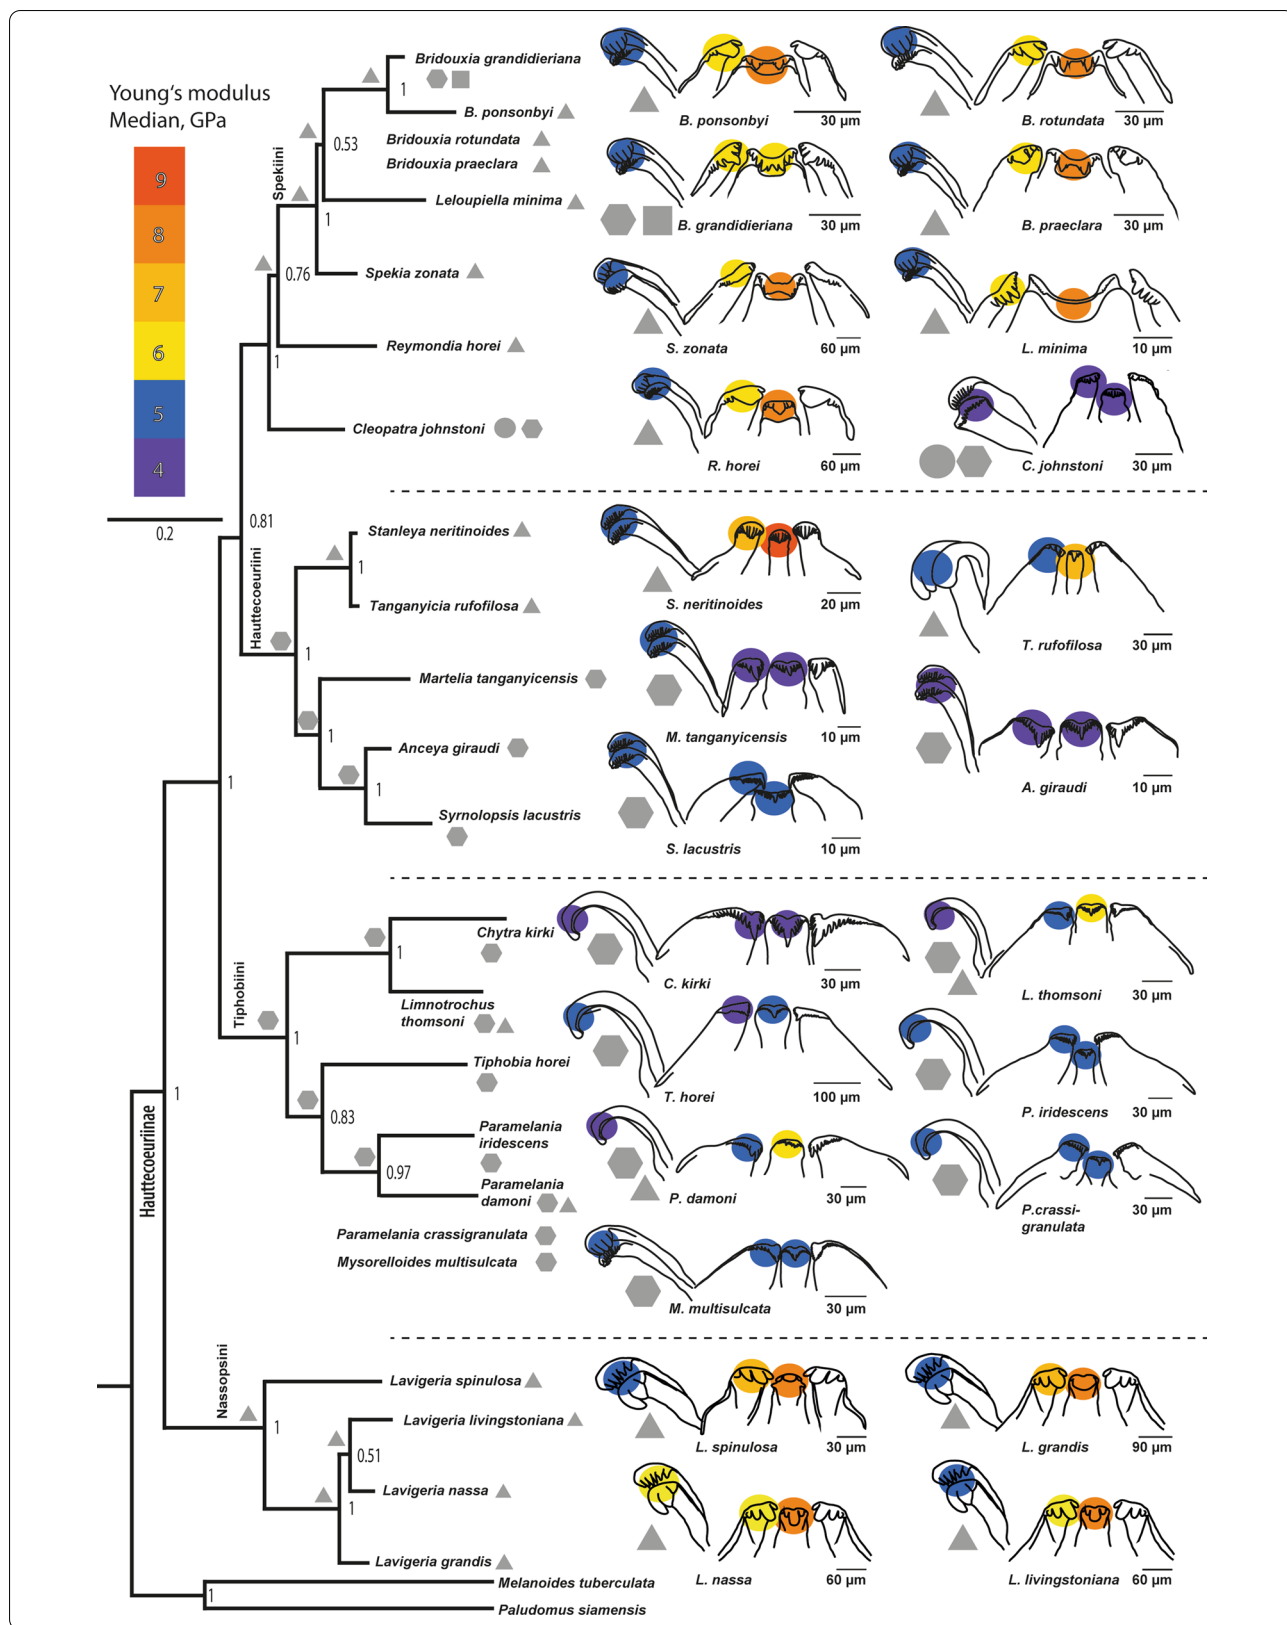 Young's modulus
Median, GPa
9
8
7
6
5
4
0.2
Bridouxia grandidieriana
1
B. ponsonbyi
Bridouxia rotundata
0.53
Bridouxia praeclara
Spekiini
Leloupiella minima
1
Spekia zonata
0.76
Reymondia horei
1
Cleopatra johnstoni
0.81
Stanleya neritinoides
1
Hauttecoeuriini
Tanganyicia rufofilosa
1
Martelia tanganyicensis
1
Anceya giraudi
1
Syrnolopsis lacustris
1
Chytra kirki
1
Tiphobiini
Limnotrochus
thomsoni
1
Tiphobia horei
0.83
Paramelania
iridescens
0.97
Paramelania
damoni
Paramelania crassigranulata
Mysorelloides multisulcata
Hauttecoeuriinae
1
Nassopsini
Lavigeria spinulosa
1
Lavigeria livingstoniana
0.51
Lavigeria nassa
1
Lavigeria grandis
Melanoides tuberculata
1
Paludomus siamensis
B. ponsonbyi 30 µm
B. rotundata 30 µm
B. grandidieriana 30 µm
B. praeclara 30 µm
S. zonata 60 µm
L. minima 10 µm
R. horei 60 µm
C. johnstoni 30 µm
S. neritinoides 20 µm
T. rufofilosa 30 µm
M. tanganyicensis 10 µm
A. giraudi 10 µm
S. lacustris 10 µm
C. kirki 30 µm
L. thomsoni 30 µm
T. horei 100 µm
P. iridescens 30 µm
P. damoni 30 µm
P.crassi-
granulata 30 µm
M. multisulcata 30 µm
L. spinulosa 30 µm
L. grandis 90 µm
L. nassa 60 µm
L. livingstoniana 60 µm